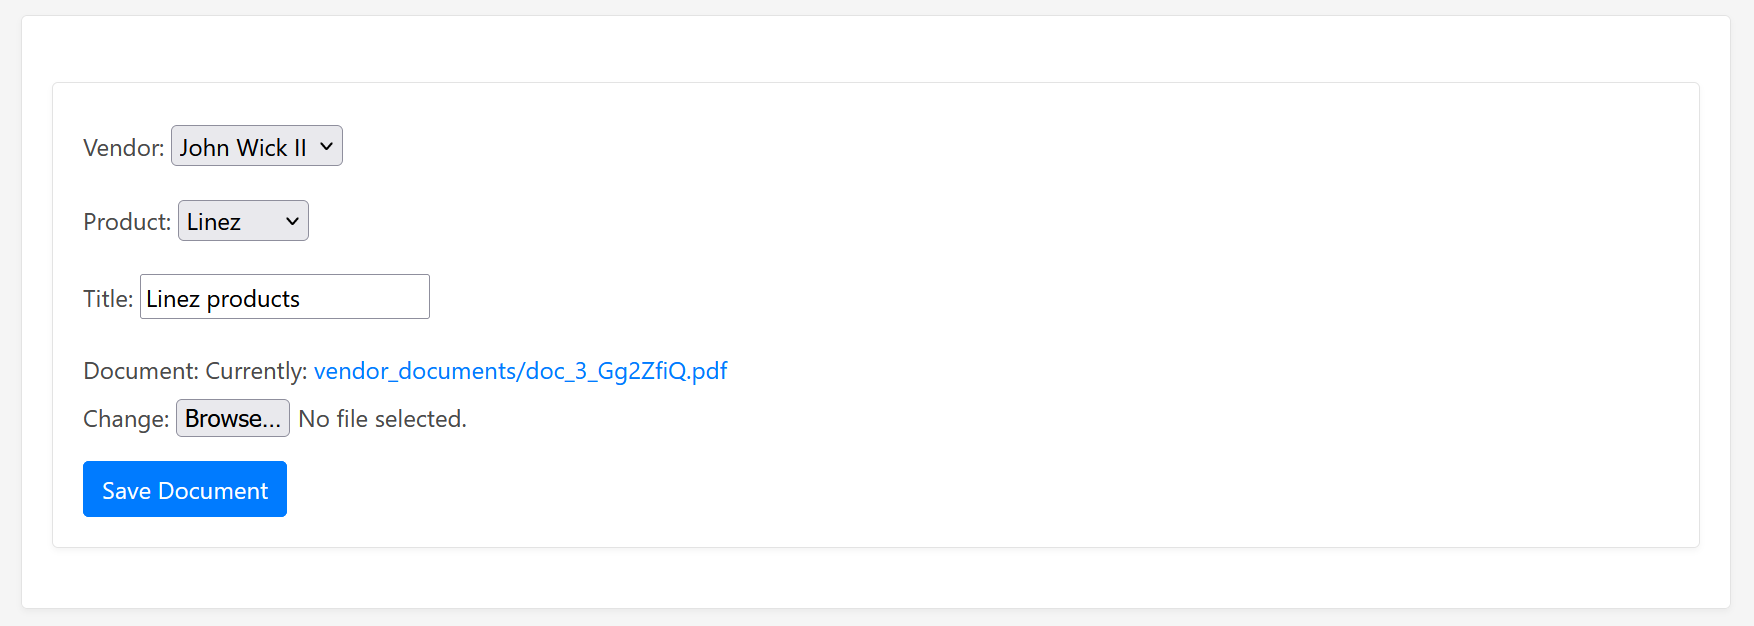 Vendor: John Wick II
Product: Linez
Title: Linez products
Document: Currently: vendor_documents/doc_3_Gg2ZfiQ.pdf
Change: Browse... No file selected.
Save Document